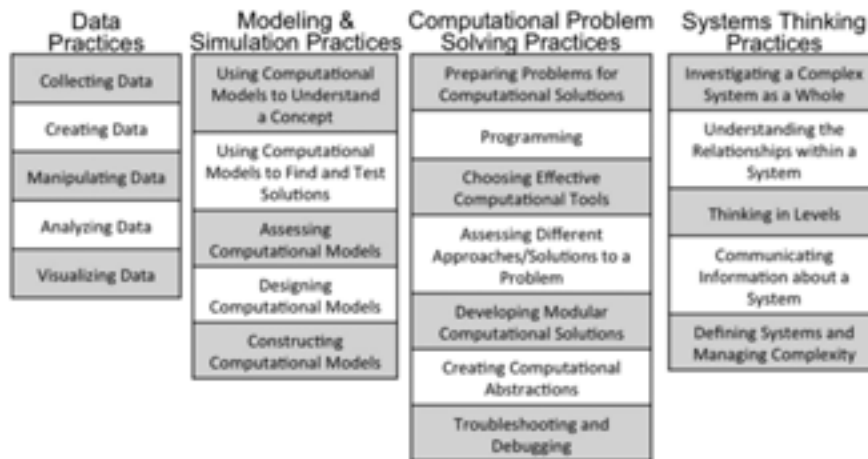 Data
Practices
Collecting Data
Creating Data
Manipulating Data
Analyzing Data
Visualizing Data
Modeling &
Simulation Practices
Using Computational
Models to Understand
a Concept
Using Computational
Models to Find and Test
Solutions
Assessing
Computational Models
Designing
Computational Models
Constructing
Computational Models
Computational Problem
Solving Practices
Preparing Problems for
Computational Solutions
Programming
Choosing Effective
Computational Tools
Assessing Different
Approaches/Solutions to a
Problem
Developing Modular
Computational Solutions
Creating Computational
Abstractions
Troubleshooting and
Debugging
Systems Thinking
Practices
Investigating a Complex
System as a Whole
Understanding the
Relationships within a
System
Thinking in Levels
Communicating
Information about a
System
Defining Systems and
Managing Complexity